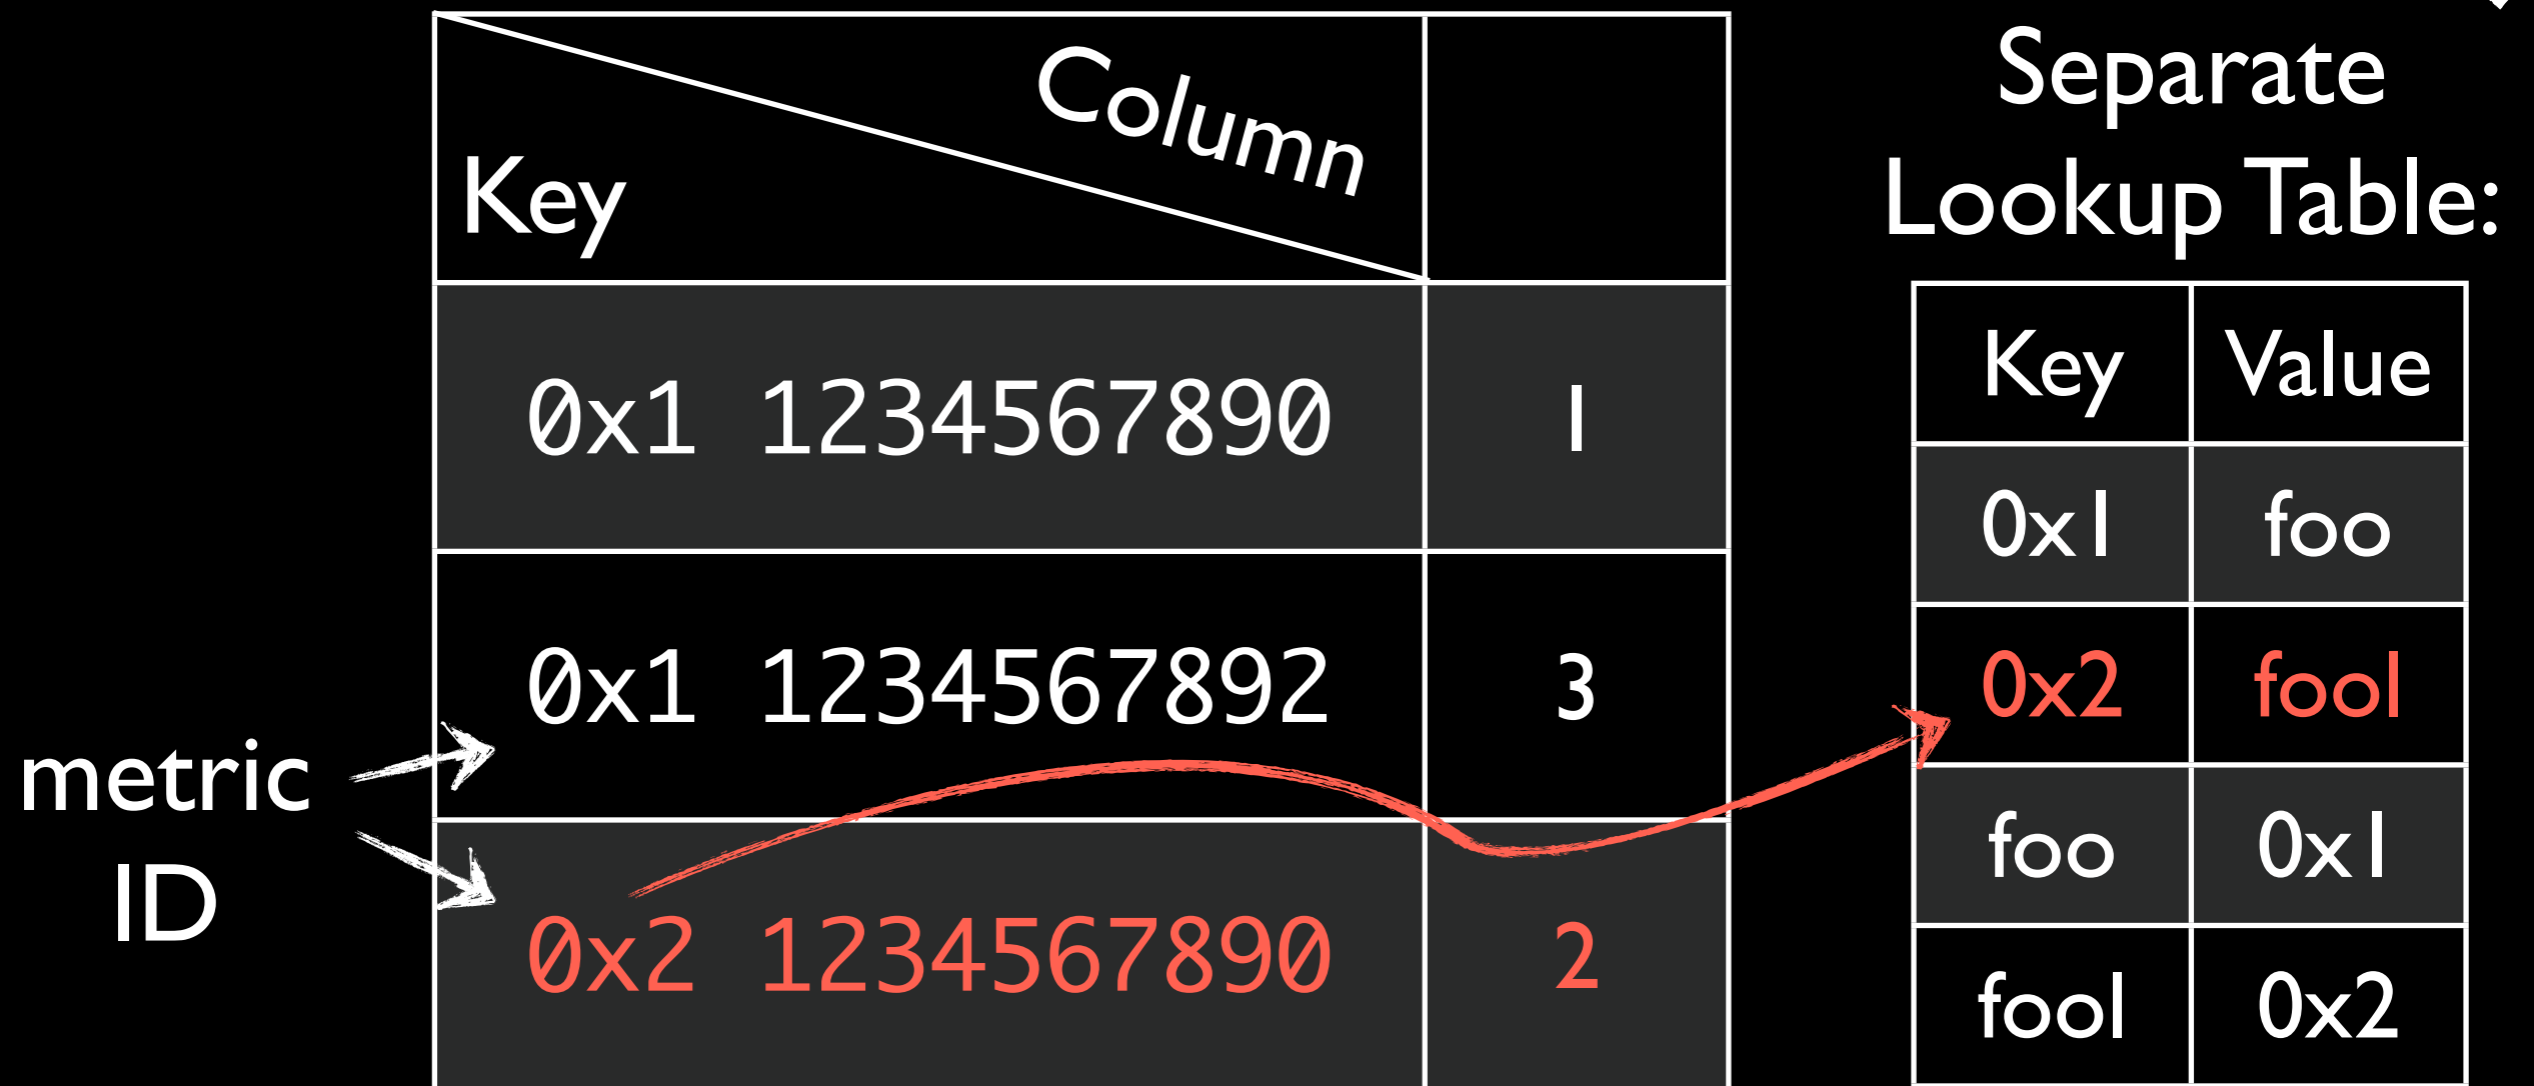 Column
Key
0x1 1234567890 1
0x1 1234567892 3
0x2 1234567890 2
metric
ID
Separate
Lookup Table:
Key Value
0x1 foo
0x2 fool
foo 0x1
fool 0x2